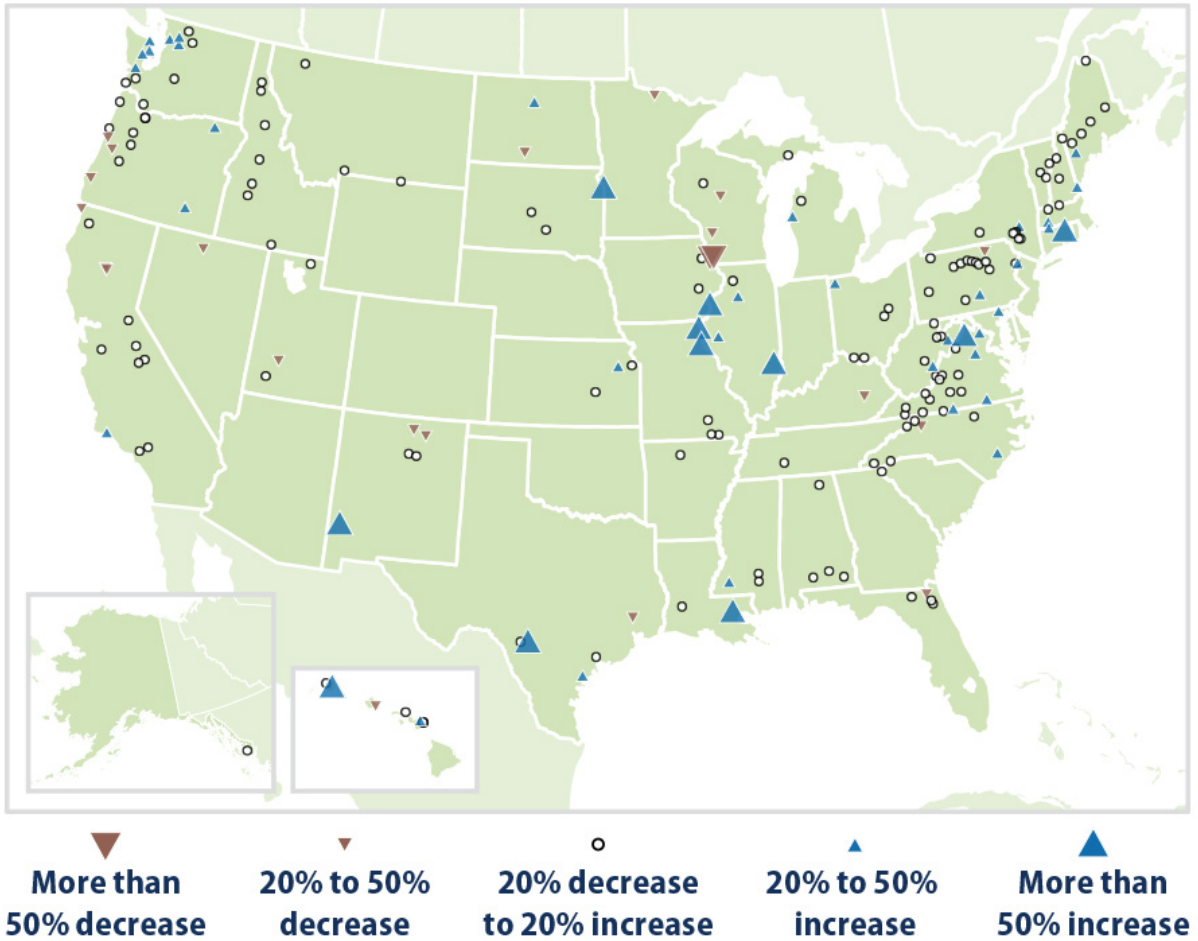 More than
50% decrease
20% to 50%
decrease
20% decrease
to 20% increase
20% to 50%
increase
More than
50% increase